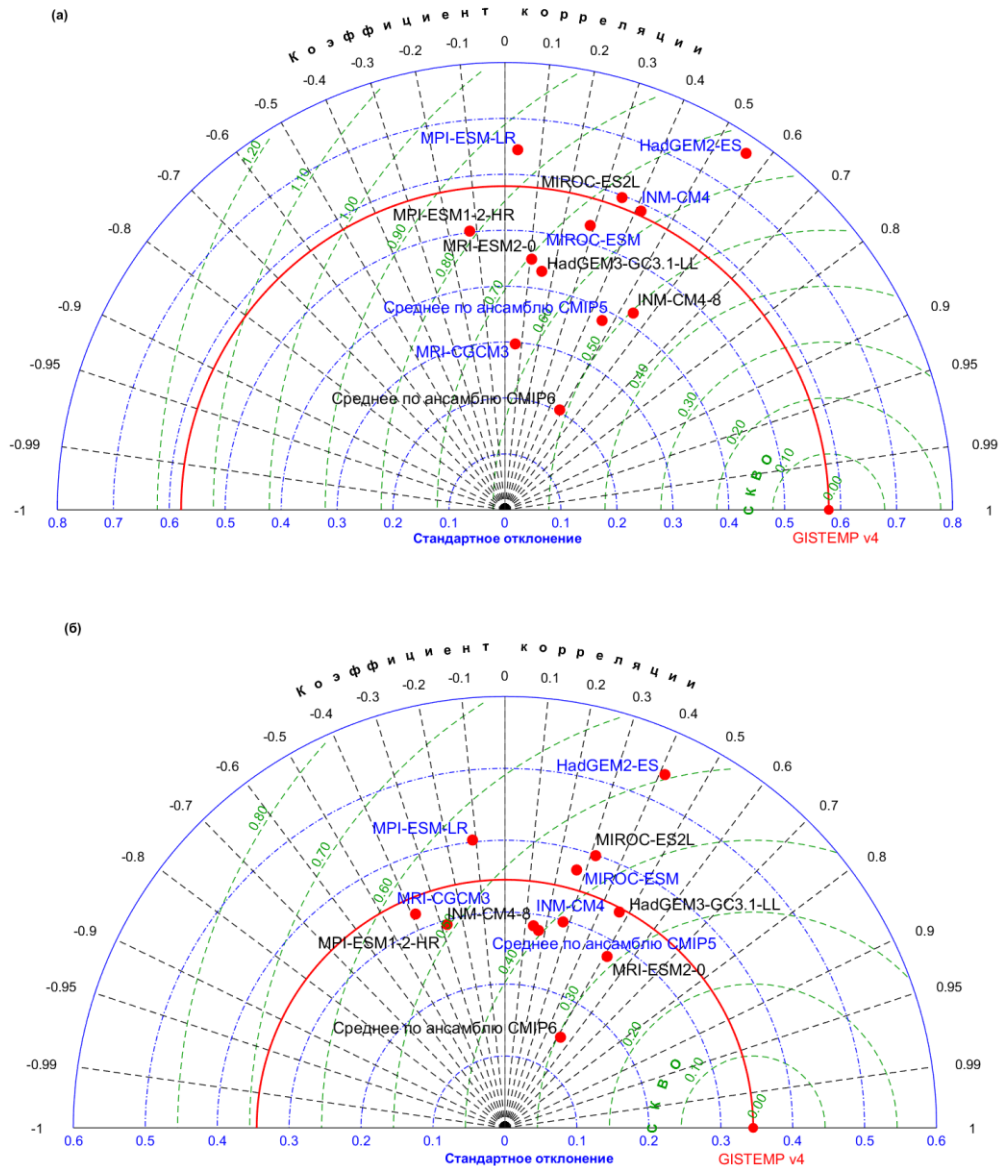 (а)
Коэффициент корреляции
-0.6 -0.5 -0.4 -0.3 -0.2 -0.1 0 0.1 0.2 0.3 0.4 0.5 0.6
-0.7 0.7
-0.8 0.8
-0.9 0.9
-0.95 0.95
-0.99 0.99
-1 1
1.20
1.10
1.00
0.90
0.80
0.70
0.60
0.50
0.40
0.30
0.20
0.10
0.00
MPI-ESM-LR
HadGEM2-ES
MIROC-ES2L
INM-CM4
MPI-ESM1-2-HR
MIROC-ESM
MRI-ESM2-0
HadGEM3-GC3.1-LL
Среднее по ансамблю CMIP5
INM-CM4-8
MRI-CGCM3
Среднее по ансамблю CMIP6
СКВО
0.8 0.7 0.6 0.5 0.4 0.3 0.2 0.1 0 0.1 0.2 0.3 0.4 0.5 0.6 0.7 0.8
Стандартное отклонение
GISTEMP v4
(б)
Коэффициент корреляции
-0.6 -0.5 -0.4 -0.3 -0.2 -0.1 0 0.1 0.2 0.3 0.4 0.5 0.6
-0.7 0.7
-0.8 0.8
-0.9 0.9
-0.95 0.95
-0.99 0.99
-1 1
0.80
0.70
0.60
0.40
0.30
0.20
0.10
0.00
HadGEM2-ES
MPI-ESM-LR
MIROC-ES2L
MIROC-ESM
MRI-CGCM3
INM-CM4-8
INM-CM4
HadGEM3-GC3.1-LL
MPI-ESM1-2-HR
Среднее по ансамблю CMIP5
MRI-ESM2-0
Среднее по ансамблю CMIP6
СКВО
0.6 0.5 0.4 0.3 0.2 0.1 0 0.1 0.2 0.3 0.4 0.5 0.6
Стандартное отклонение
GISTEMP v4